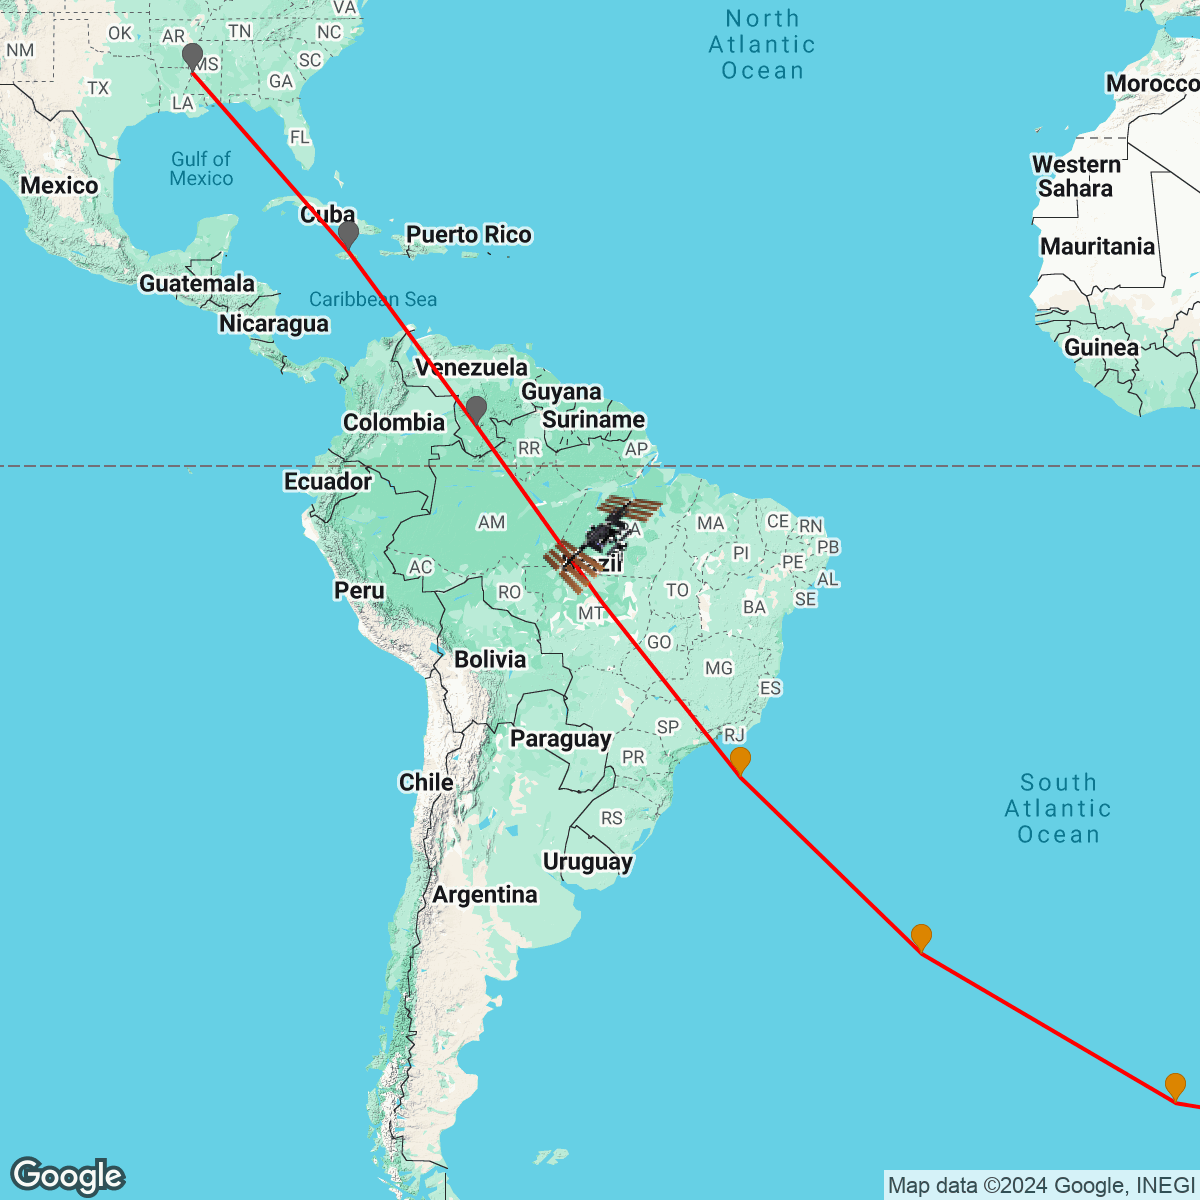 VA
North
Atlantic
Ocean
OK
AR
TN
NC
NM
MS
SC
TX
GA
Morocco
LA
FL
Gulf of
Mexico
Western
Sahara
Mexico
Cuba
Puerto Rico
Mauritania
Guatemala
Caribbean Sea
Nicaragua
Guinea
Venezuela
Guyana
Colombia
Suriname
RR
AP
Ecuador
AM
MA
CE
RN
PI
PB
PE
AC
AL
Peru
RO
TO
SE
MT
BA
GO
Bolivia
MG
ES
SP
RJ
Paraguay
PR
Chile
South
Atlantic
Ocean
RS
Uruguay
Argentina
Google
Map data ©2024 Google, INEGI